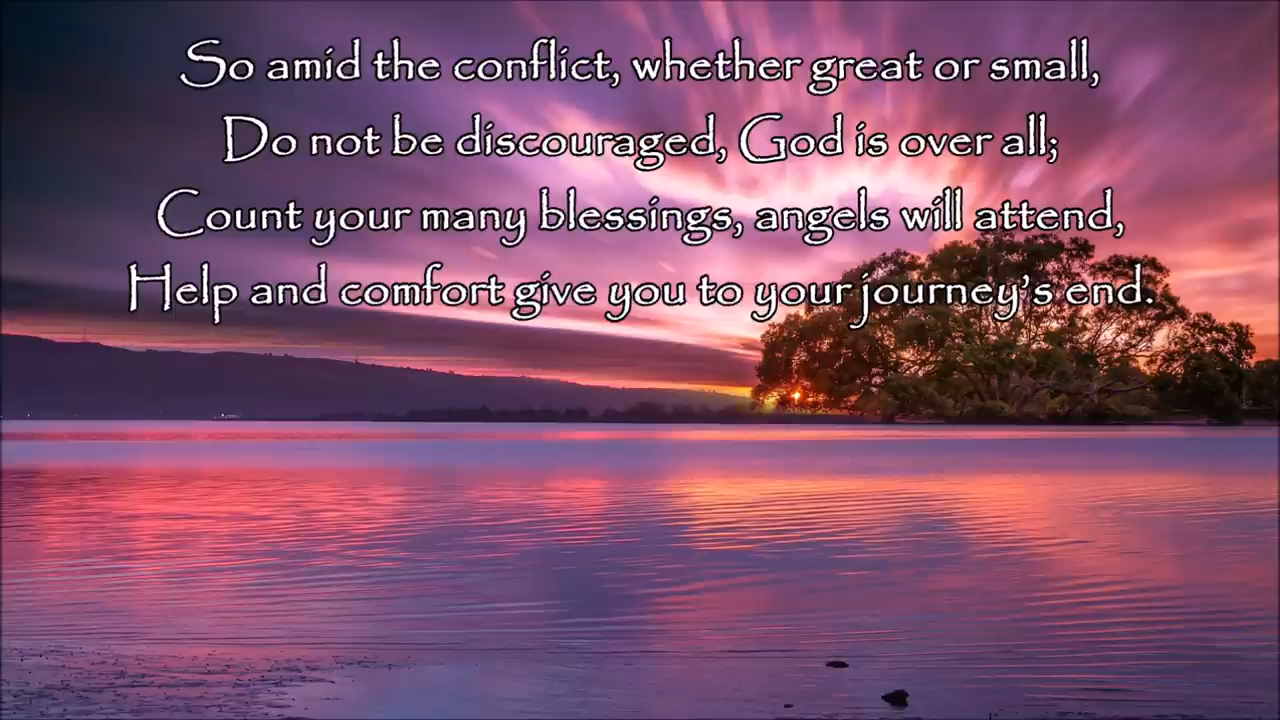 So amid the conflict, whether great or small,
Do not be discouraged, God is over all;
Count your many blessings, angels will attend,
Help and comfort give you to your journey's end.